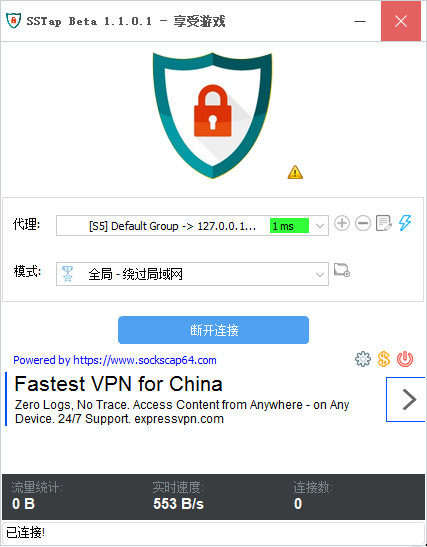 SSTap Beta 1.1.0.1 - 享受游戏
代理:
[S5] Default Group -> 127.0.0.1...
1 ms
模式:
全局 - 绕过局域网
断开连接
Powered by https://www.sockscap64.com
Fastest VPN for China
Zero Logs, No Trace. Access Content from Anywhere - on Any
Device. 24/7 Support. expressvpn.com
流量统计: 实时速度: 连接数:
0 B 553 B/s 0
已连接!